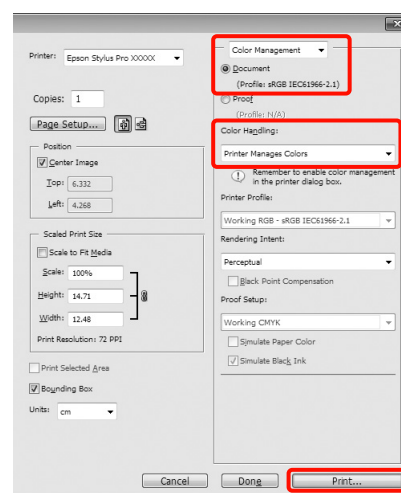 Printer: Epson Stylus Pro XXXXX
Copies: 1
Page Setup...
Position
Center Image
Top: 6.332
Left: 4.268
Scaled Print Size
Scale to Fit Media
Scale: 100%
Height: 14.71
Width: 12.48
Print Resolution: 72 PPI
Print Selected Area
Bounding Box
Units: cm
Color Management
Document
(Profile: sRGB IEC61966-2.1)
Proof
(Profile: N/A)
Color Handling:
Printer Manages Colors
Remember to enable color management
in the printer dialog box.
Printer Profile:
Working RGB - sRGB IEC61966-2.1
Rendering Intent:
Perceptual
Black Point Compensation
Proof Setup:
Working CMYK
Simulate Paper Color
Simulate Black Ink
Cancel
Done
Print...